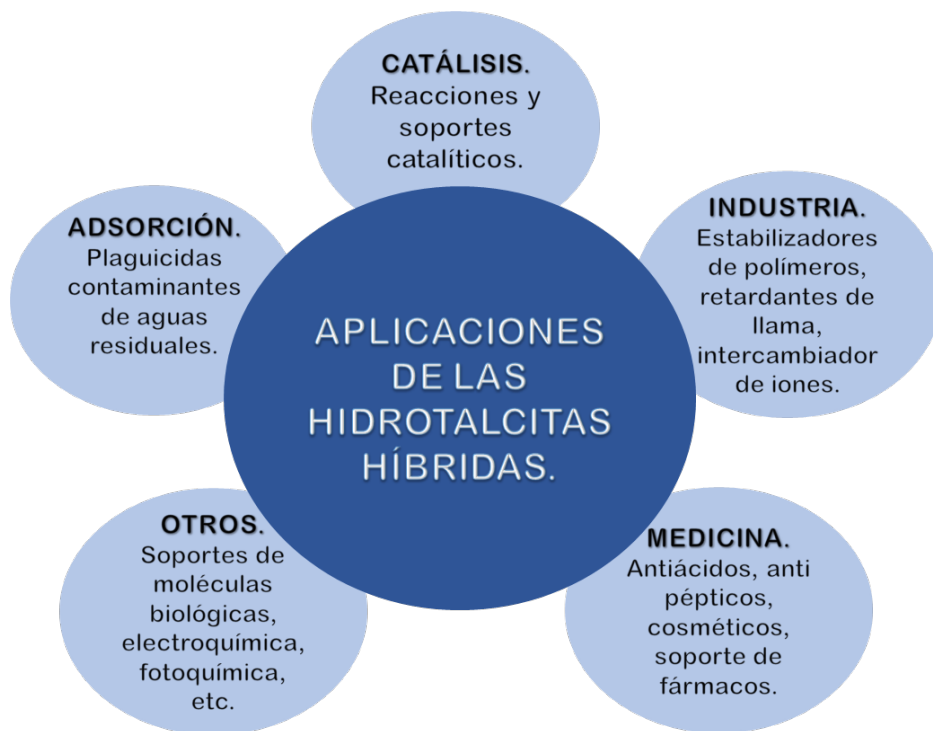 CATÁLISIS.
Reacciones y
soportes
catalíticos.
INDUSTRIA.
Estabilizadores
de polímeros,
retardantes de
llama,
intercambiador
de iones.
MEDICINA.
Antiácidos, anti
pépticos,
cosméticos,
soporte de
fármacos.
OTROS.
Soportes de
moléculas
biológicas,
electroquímica,
fotoquímica,
etc.
ADSORCIÓN.
Plaguicidas
contaminantes
de aguas
residuales.
APLICACIONES
DE LAS
HIDROTALCITAS
HÍBRIDAS.